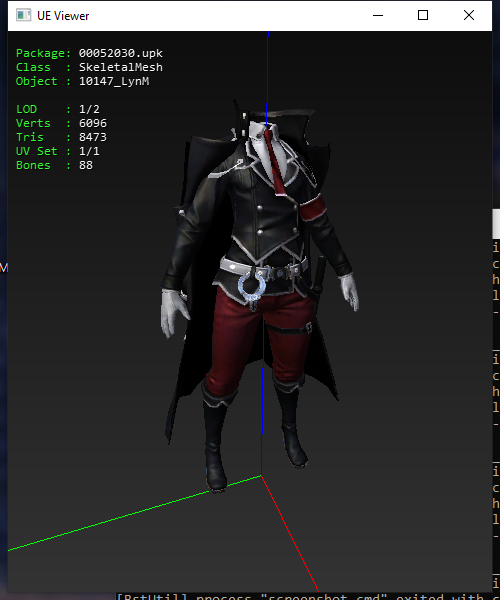 UE Viewer
Package: 00052030.upk
Class : SkeletalMesh
Object : 10147_LynM
LOD : 1/2
Verts : 6096
Tris : 8473
UV Set : 1/1
Bones : 88
M
i
c
h
l
-
i
c
h
l
-
i
c
h
l
-
i
[BstUtil] process "screenshot.cmd" exited with c